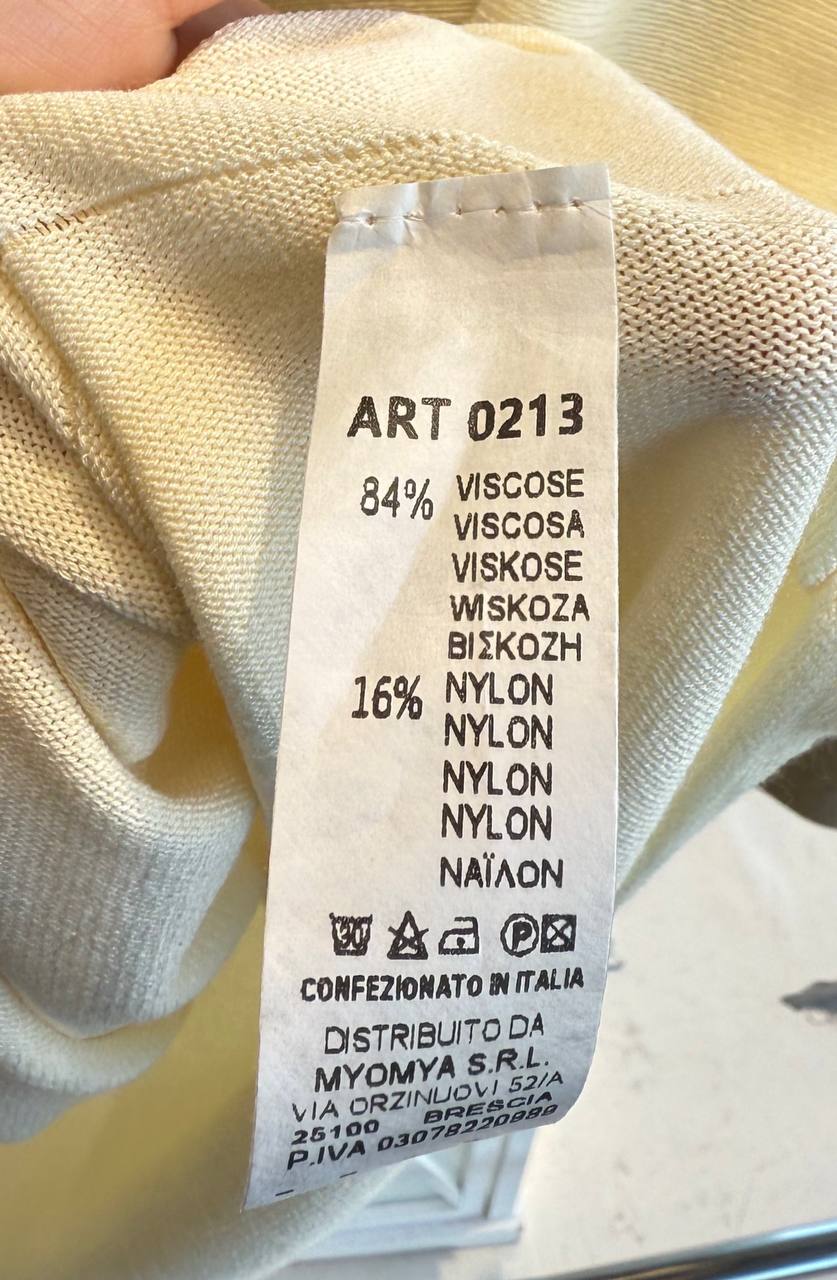 ART 0213
84% VISCOSE
VISCOSA
VISKOSE
WISKOZA
ΒΙΣΚΟΖΗ
16% NYLON
NYLON
NYLON
NYLON
ΝΑΪΛΟΝ
30 P
CONFEZIONATO IN ITALIA
DISTRIBUITO DA
MYOMYA S.R.L.
VIA ORZINUOVI 52/A
25100 BRESCIA
P.IVA 03078220989